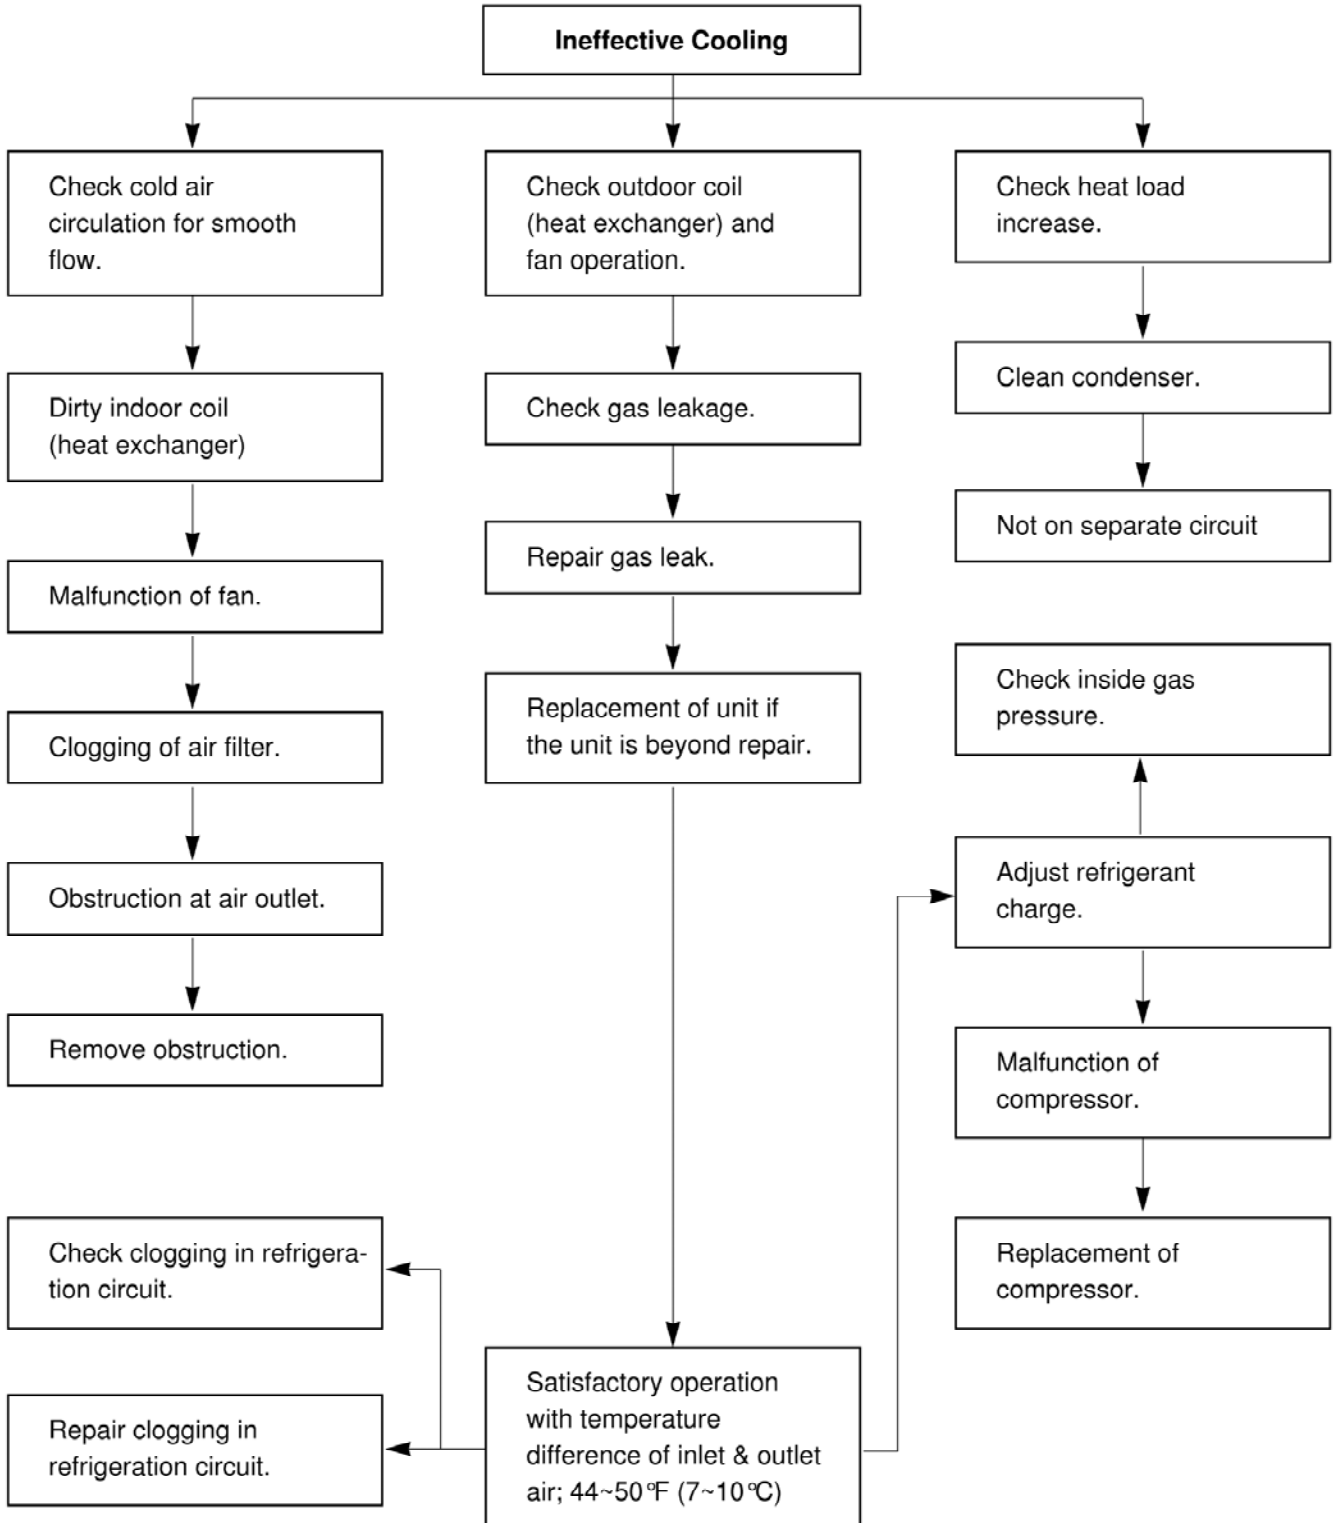 Ineffective Cooling
Check cold air
circulation for smooth
flow.
Dirty indoor coil
(heat exchanger)
Malfunction of fan.
Clogging of air filter.
Obstruction at air outlet.
Remove obstruction.
Check outdoor coil
(heat exchanger) and
fan operation.
Check gas leakage.
Repair gas leak.
Replacement of unit if
the unit is beyond repair.
Check heat load
increase.
Clean condenser.
Not on separate circuit
Check inside gas
pressure.
Adjust refrigerant
charge.
Malfunction of
compressor.
Replacement of
compressor.
Check clogging in refrigera-
tion circuit.
Repair clogging in
refrigeration circuit.
Satisfactory operation
with temperature
difference of inlet & outlet
air; 44~50°F (7~10°C)